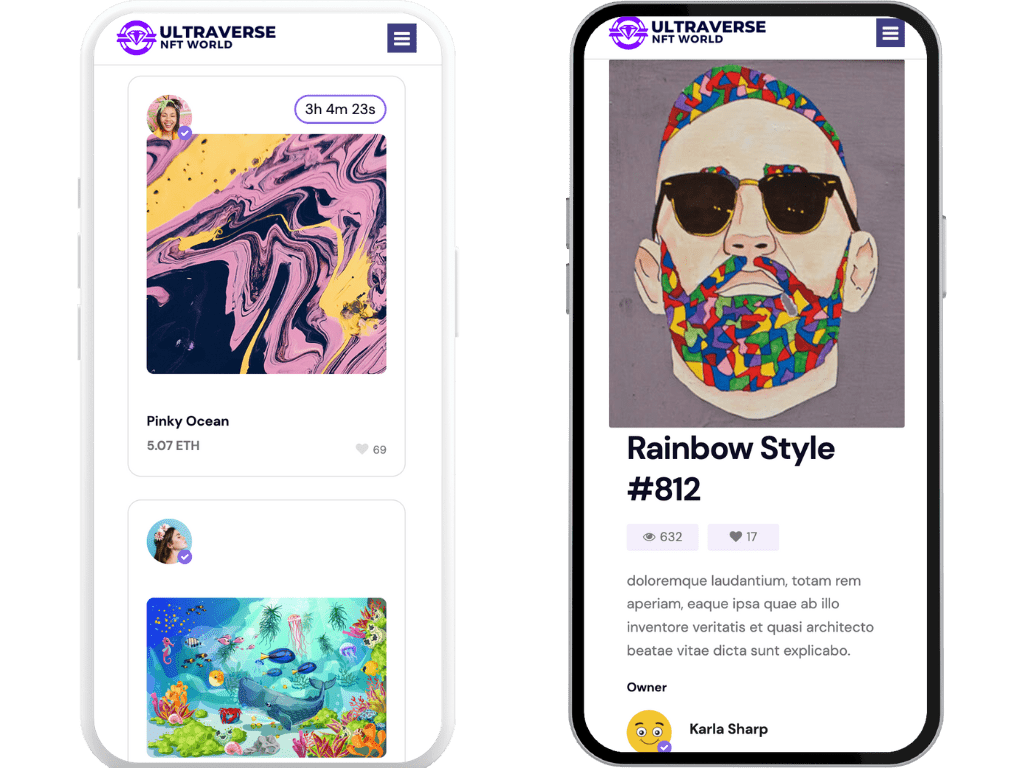 ULTRAVERSE
NFT WORLD
3h 4m 23s
Pinky Ocean
5.07 ETH
69
ULTRAVERSE
NFT WORLD
Rainbow Style
#812
632
17
doloremque laudantium, totam rem
aperiam, eaque ipsa quae ab illo
inventore veritatis et quasi architecto
beatae vitae dicta sunt explicabo.
Owner
Karla Sharp